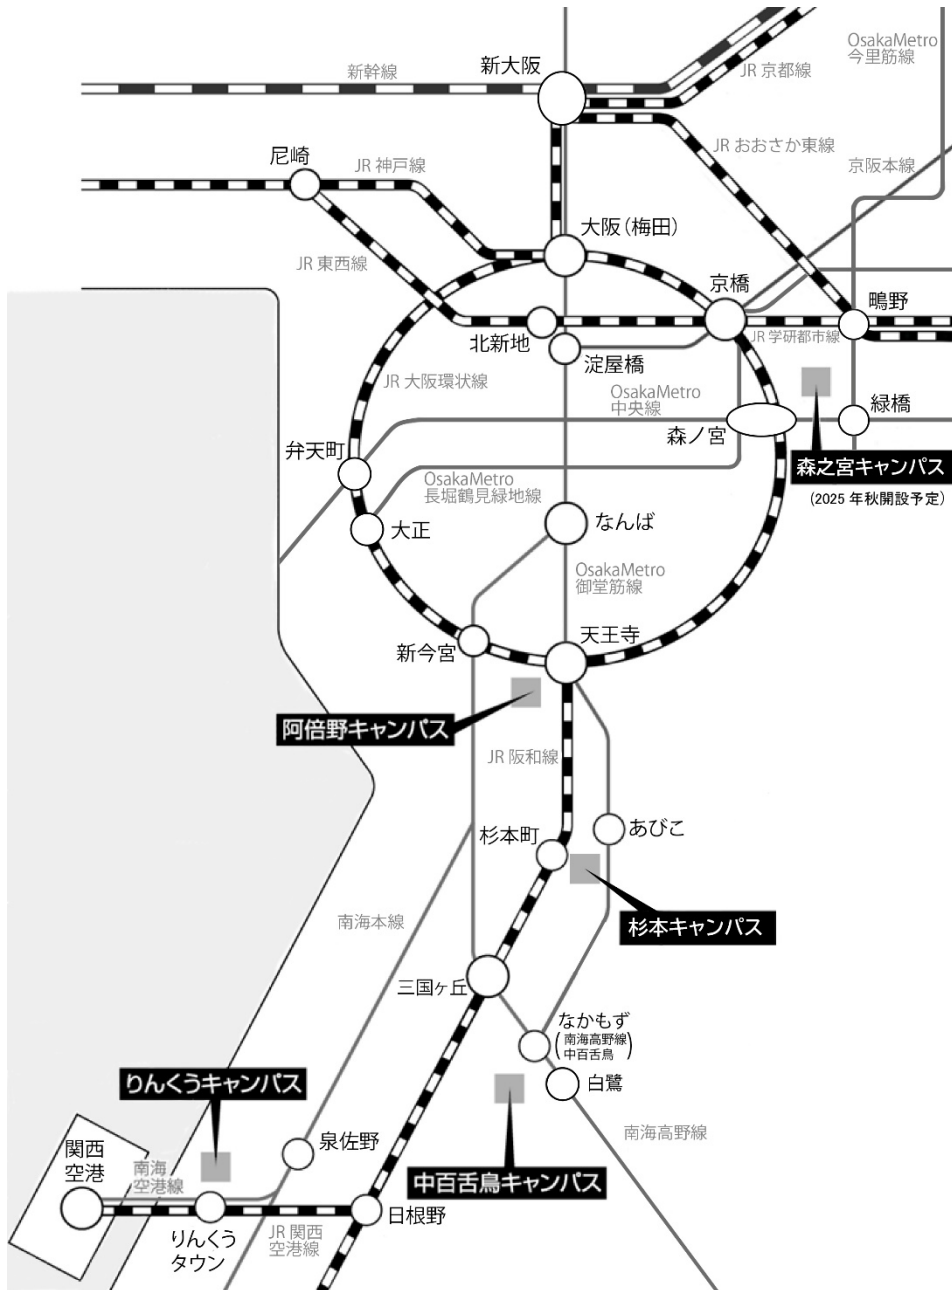 OsakaMetro
今里筋線
新大阪
新幹線
JR 京都線
JR おおさか東線
尼崎
JR 神戸線
京阪本線
大阪（梅田）
JR 東西線
京橋
鴫野
北新地
JR 学研都市線
淀屋橋
JR 大阪環状線
OsakaMetro
中央線
緑橋
森ノ宮
弁天町
森之宮キャンパス
（2025 年秋開設予定）
OsakaMetro
長堀鶴見緑地線
大正
なんば
OsakaMetro
御堂筋線
天王寺
新今宮
阿倍野キャンパス
JR 阪和線
あびこ
杉本町
南海本線
杉本キャンパス
三国ヶ丘
なかもず
（南海高野線
中百舌鳥）
りんくうキャンパス
白鷺
南海高野線
泉佐野
関西
空港
南海
空港線
中百舌鳥キャンパス
日根野
りんくう
タウン
JR 関西
空港線